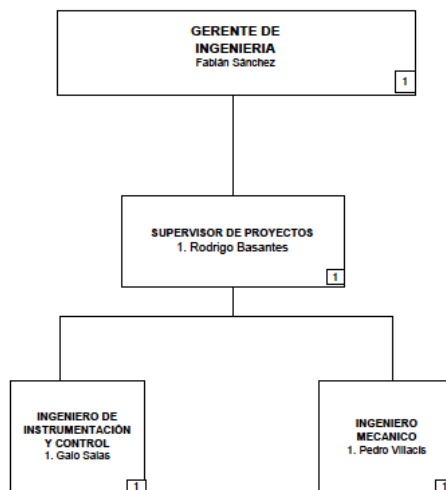 GERENTE DE
INGENIERIA
Fabián Sánchez
1
SUPERVISOR DE PROYECTOS
1. Rodrigo Basantes
1
INGENIERO DE
INSTRUMENTACIÓN
Y CONTROL
1. Galo Salas
1
INGENIERO
MECANICO
1. Pedro Villacis
1